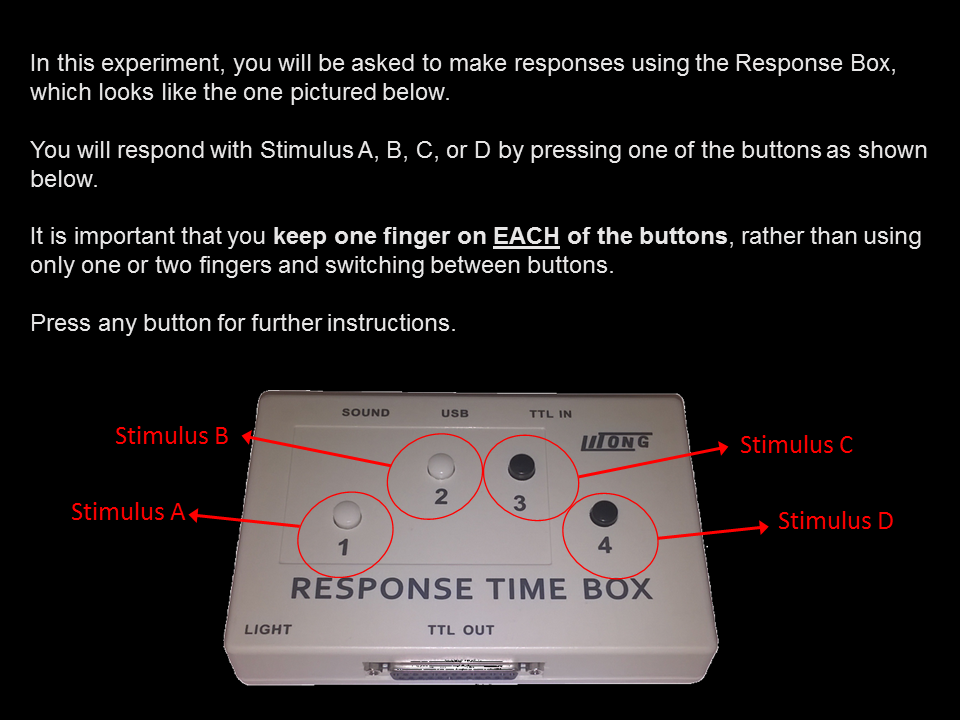 In this experiment, you will be asked to make responses using the Response Box,
which looks like the one pictured below.
You will respond with Stimulus A, B, C, or D by pressing one of the buttons as shown
below.
It is important that you keep one finger on EACH of the buttons, rather than using
only one or two fingers and switching between buttons.
Press any button for further instructions.
SOUND USB TTL IN
Stimulus B
Stimulus C
2
3
Stimulus A
Stimulus D
1
4
RESPONSE TIME BOX
LIGHT TTL OUT